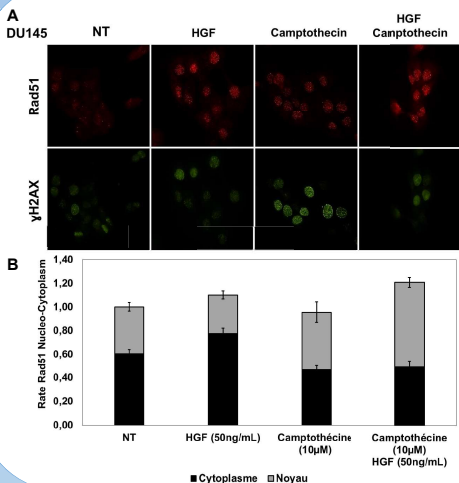 A
DU145
NT
HGF
Camptothecin
HGF
Camptothecin
Rad51
γH2AX
B
Rate Rad51 Nucleo-Cytoplasm
1,40
1,20
1,00
0,80
0,60
0,40
0,20
0,00
NT
HGF (50ng/mL)
Camptothécine
(10µM)
Camptothécine
(10µM)
HGF (50ng/mL)
Cytoplasme
Noyau